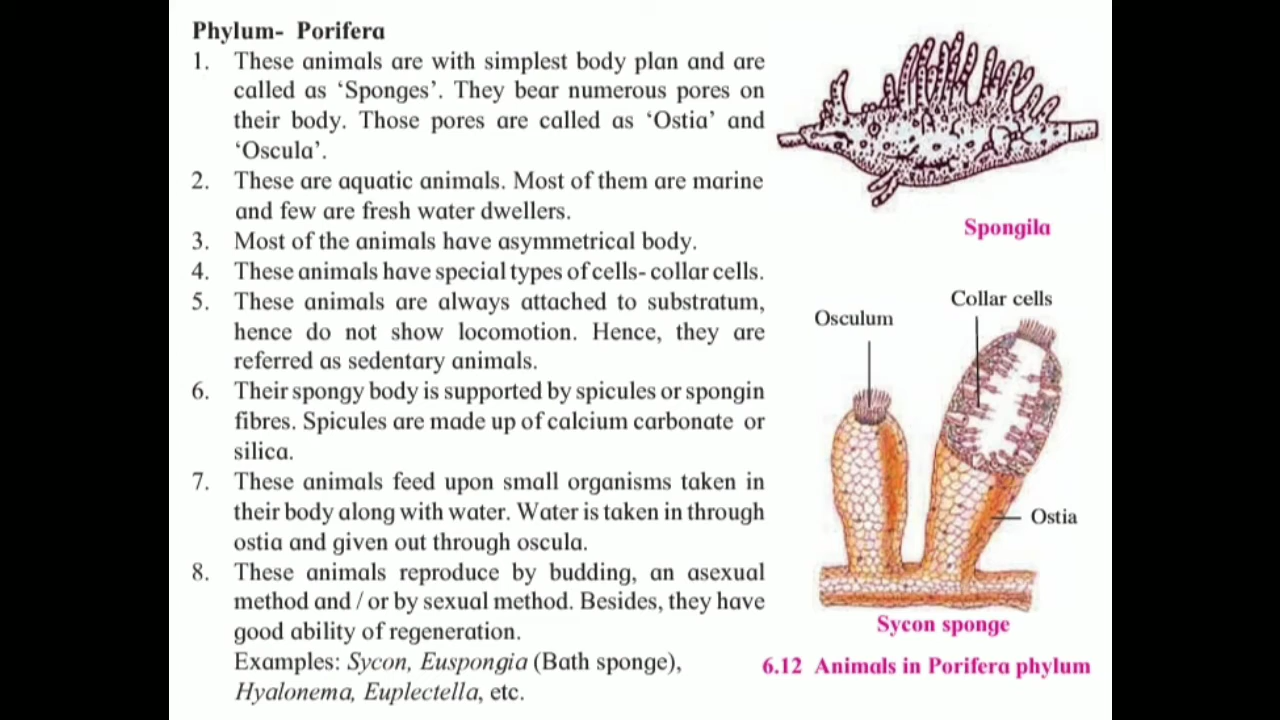 Phylum- Porifera
1. These animals are with simplest body plan and are
called as ‘Sponges’. They bear numerous pores on
their body. Those pores are called as ‘Ostia’ and
‘Oscula’.
2. These are aquatic animals. Most of them are marine
and few are fresh water dwellers.
3. Most of the animals have asymmetrical body.
4. These animals have special types of cells- collar cells.
5. These animals are always attached to substratum,
hence do not show locomotion. Hence, they are
referred as sedentary animals.
6. Their spongy body is supported by spicules or spongin
fibres. Spicules are made up of calcium carbonate or
silica.
7. These animals feed upon small organisms taken in
their body along with water. Water is taken in through
ostia and given out through oscula.
8. These animals reproduce by budding, an asexual
method and / or by sexual method. Besides, they have
good ability of regeneration.
Examples: Sycon, Euspongia (Bath sponge),
Hyalonema, Euplectella, etc.
Spongila
Collar cells
Osculum
Ostia
Sycon sponge
6.12 Animals in Porifera phylum